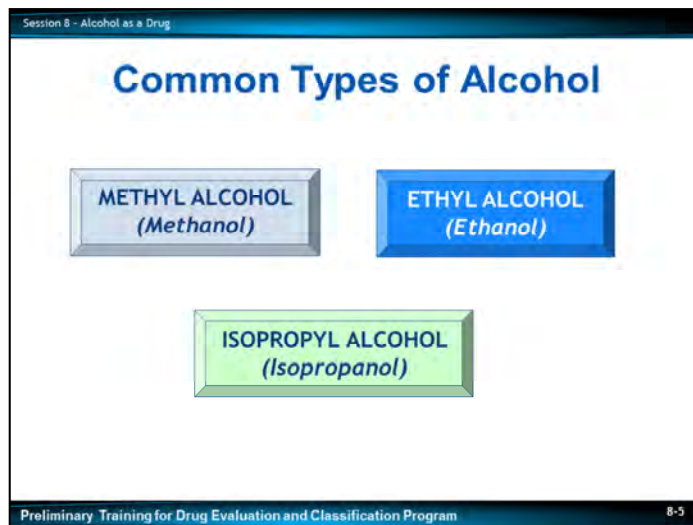 Session 8 - Alcohol as a Drug
Common Types of Alcohol
METHYL ALCOHOL
(Methanol)
ETHYL ALCOHOL
(Ethanol)
ISOPROPYL ALCOHOL
(Isopropanol)
Preliminary Training for Drug Evaluation and Classification Program
8-5